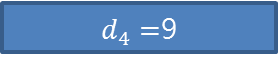 d₄ =9